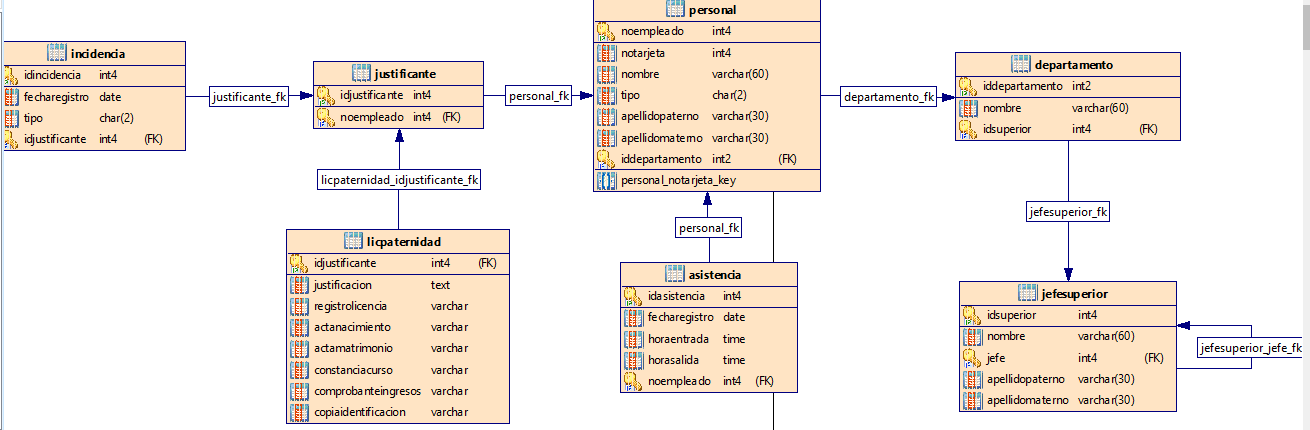 incidencia
idincidencia int4
fecharegistro date
tipo char(2)
idjustificante int4 (FK)
justificante_fk
justificante
idjustificante int4
noempleado int4 (FK)
personal_fk
licpaternidad_idjustificante_fk
licpaternidad
idjustificante int4 (FK)
justificacion text
registrolicencia varchar
actanacimiento varchar
actamatrimonio varchar
constanciacurso varchar
comprobanteingresos varchar
copiaidentificacion varchar
personal
noempleado int4
notarjeta int4
nombre varchar(60)
tipo char(2)
apellidopaterno varchar(30)
apellidomaterno varchar(30)
iddepartamento int2 (FK)
personal_notarjeta_key
personal_fk
asistencia
idasistencia int4
fecharegistro date
horaentrada time
horasalida time
noempleado int4 (FK)
departamento_fk
departamento
iddepartamento int2
nombre varchar(60)
idsuperior int4 (FK)
jefesuperior_fk
jefesuperior
idsuperior int4
nombre varchar(60)
jefe int4 (FK)
apellidopaterno varchar(30)
apellidomaterno varchar(30)
jefesuperior_jefe_fk